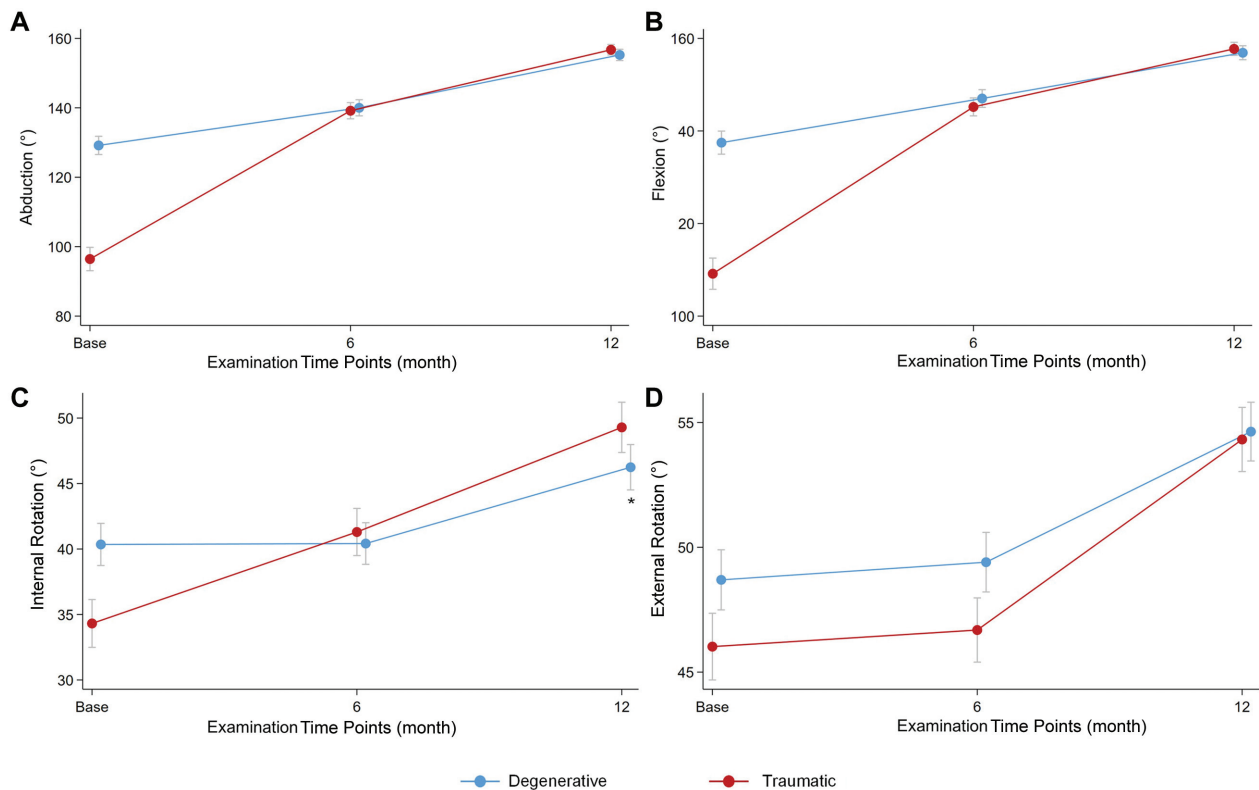 A
Abduction (°)
160
140
120
100
80
Base
6
12
Examination Time Points (month)
B
Flexion (°)
160
40
20
100
Base
6
12
Examination Time Points (month)
C
Internal Rotation (°)
50
45
40
35
30
*
Base
6
12
Examination Time Points (month)
D
External Rotation (°)
55
50
45
Base
6
12
Examination Time Points (month)
Degenerative
Traumatic